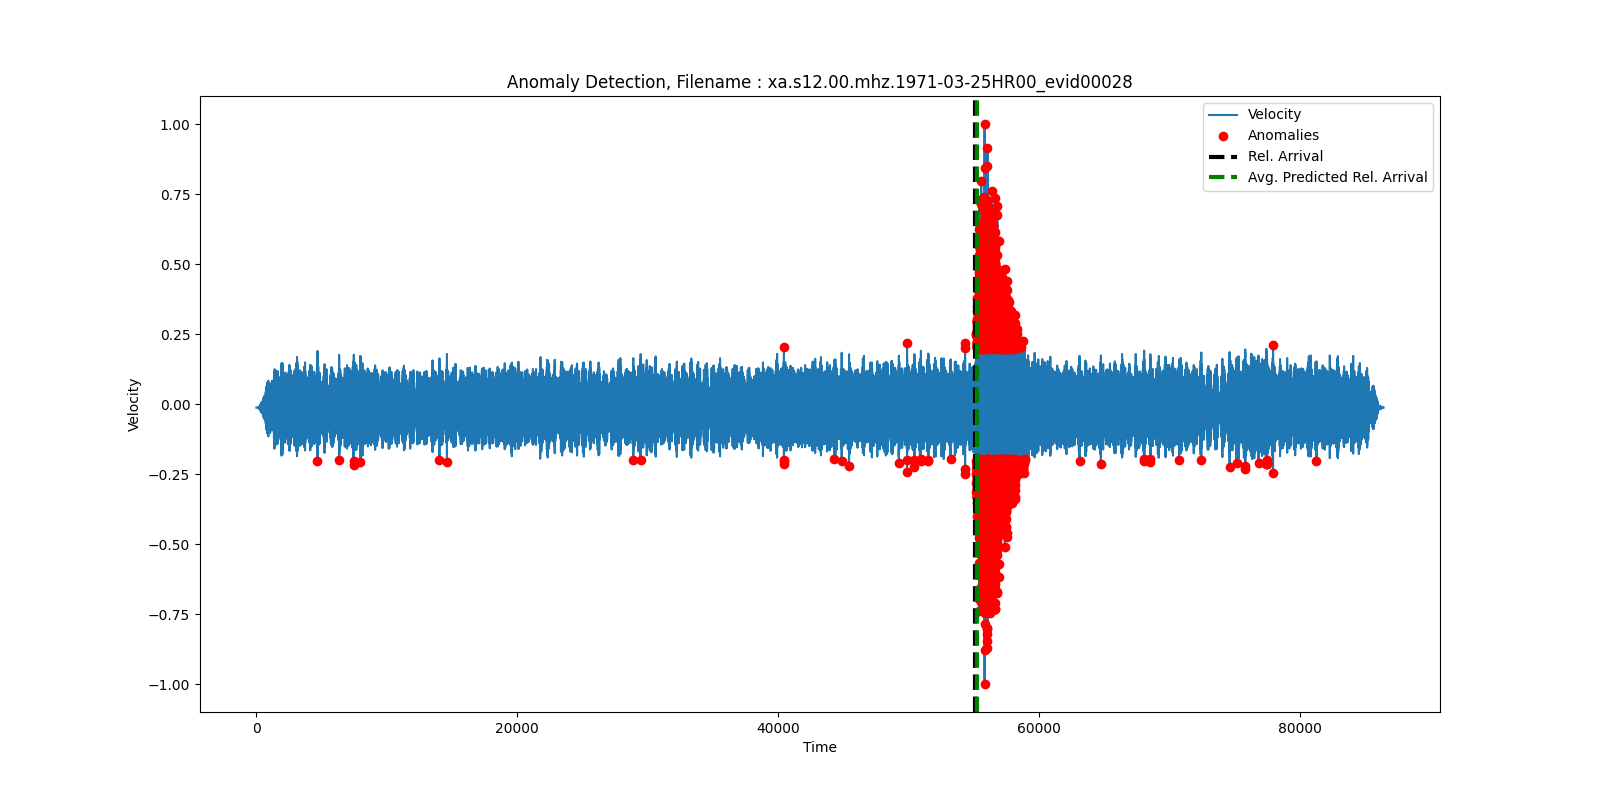 Anomaly Detection, Filename : xa.s12.00.mhz.1971-03-25HR00_evid00028
Velocity
Anomalies
Rel. Arrival
Avg. Predicted Rel. Arrival
1.00
0.75
0.50
0.25
0.00
−0.25
−0.50
−0.75
−1.00
Velocity
0
20000
40000
60000
80000
Time